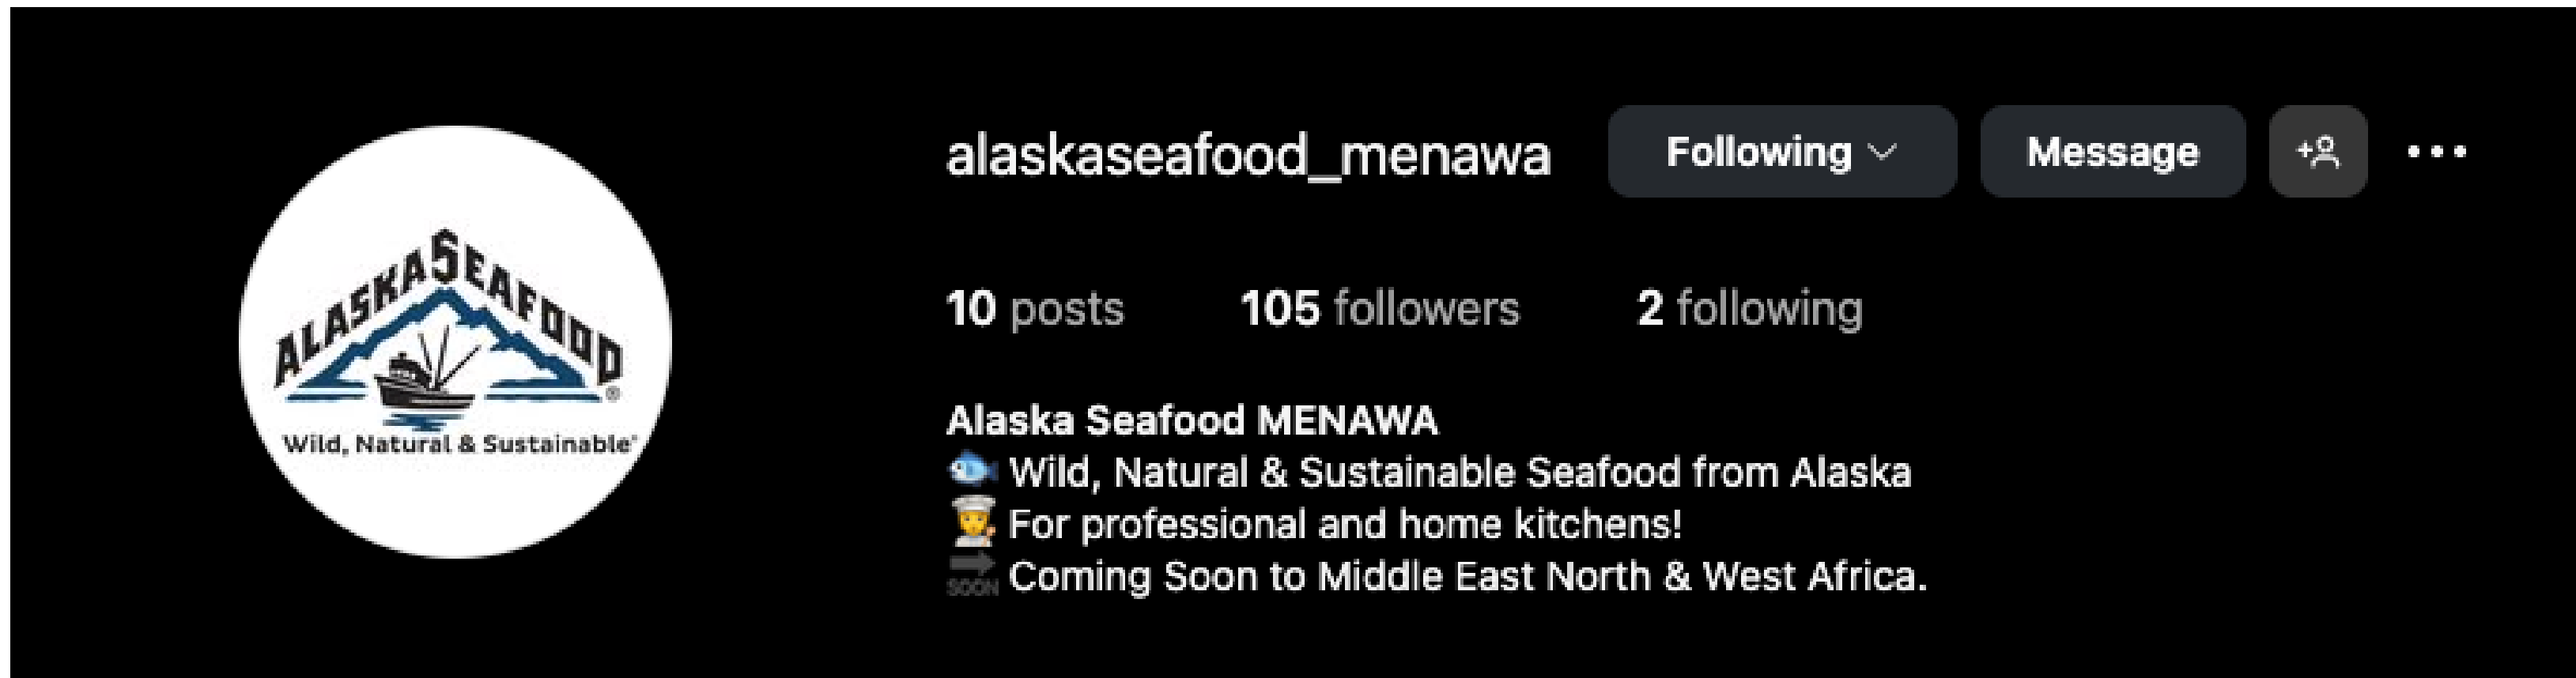 alaskaseafood_menawa Following Message
10 posts 105 followers 2 following
Alaska Seafood MENAWA
Wild, Natural & Sustainable Seafood from Alaska
For professional and home kitchens!
SOON Coming Soon to Middle East North & West Africa.
ALASKA SEAFOOD®
Wild, Natural & Sustainable®